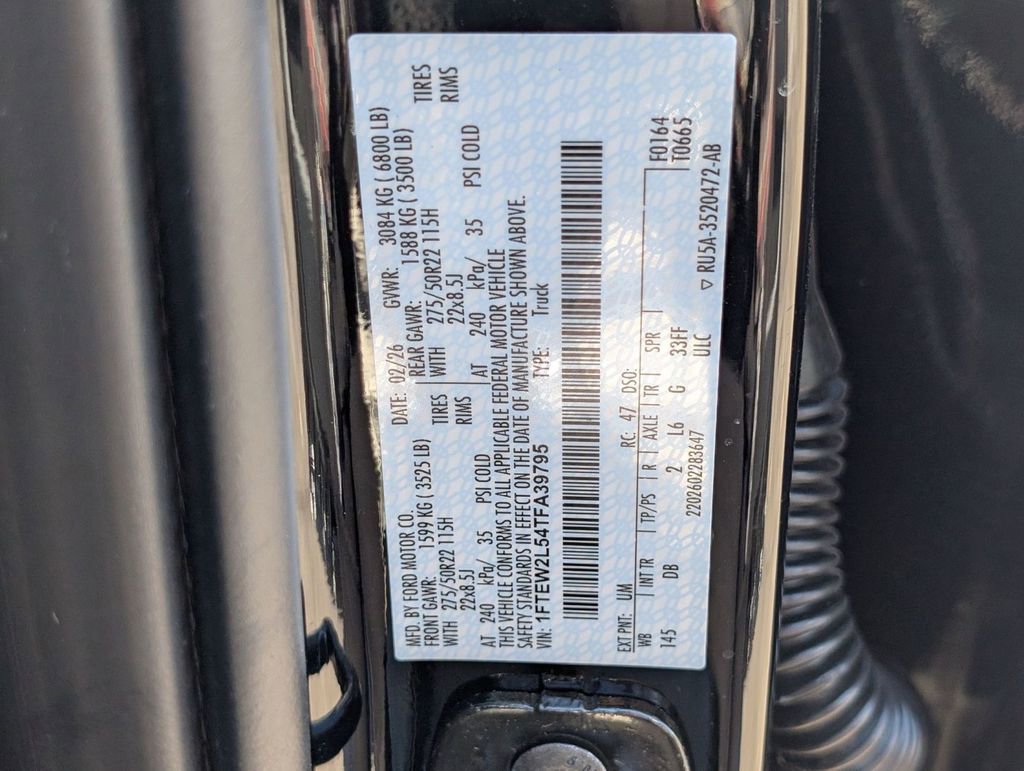 MFD. BY FORD MOTOR CO. DATE: 02/26 GVWR: 3084 KG ( 6800 LB)
FRONT GAWR: 1599 KG ( 3525 LB) REAR GAWR: 1588 KG ( 3500 LB)
WITH 275/50R22 115H TIRES WITH 275/50R22 115H TIRES
22x8.5J RIMS 22x8.5J RIMS
AT 240 kPa/ 35 PSI COLD AT 240 kPa/ 35 PSI COLD
THIS VEHICLE CONFORMS TO ALL APPLICABLE FEDERAL MOTOR VEHICLE
SAFETY STANDARDS IN EFFECT ON THE DATE OF MANUFACTURE SHOWN ABOVE.
VIN: 1FTEW2L54TFA39795 TYPE: Truck
EXT PNT: UM RC: 47 DSO: F0164
WB INT TR TP/PS R AXLE TR SPR T0665
145 DB 2 L6 G 33FF
2202602283647 ULC
RU5A-3520472-AB